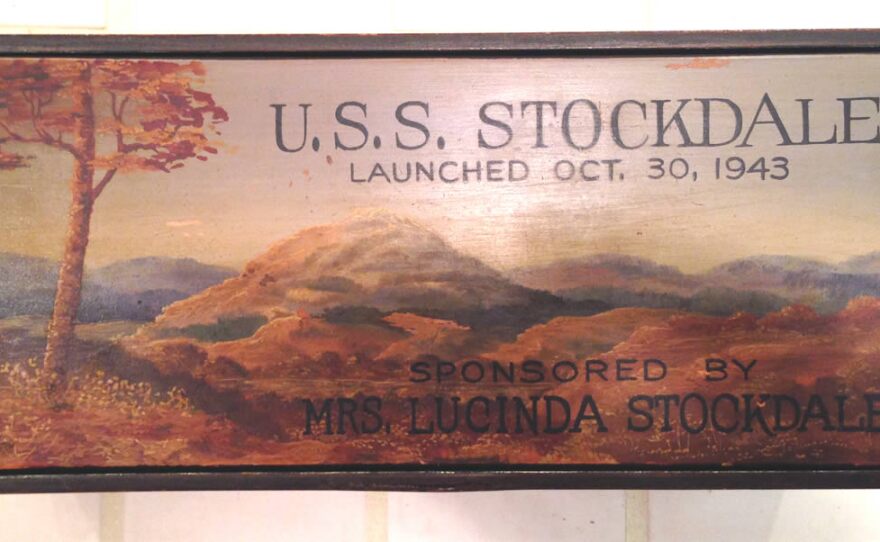 U.S.S. STOCKDALE
LAUNCHED OCT. 30, 1943
SPONSORED BY
MRS. LUCINDA STOCKDALE